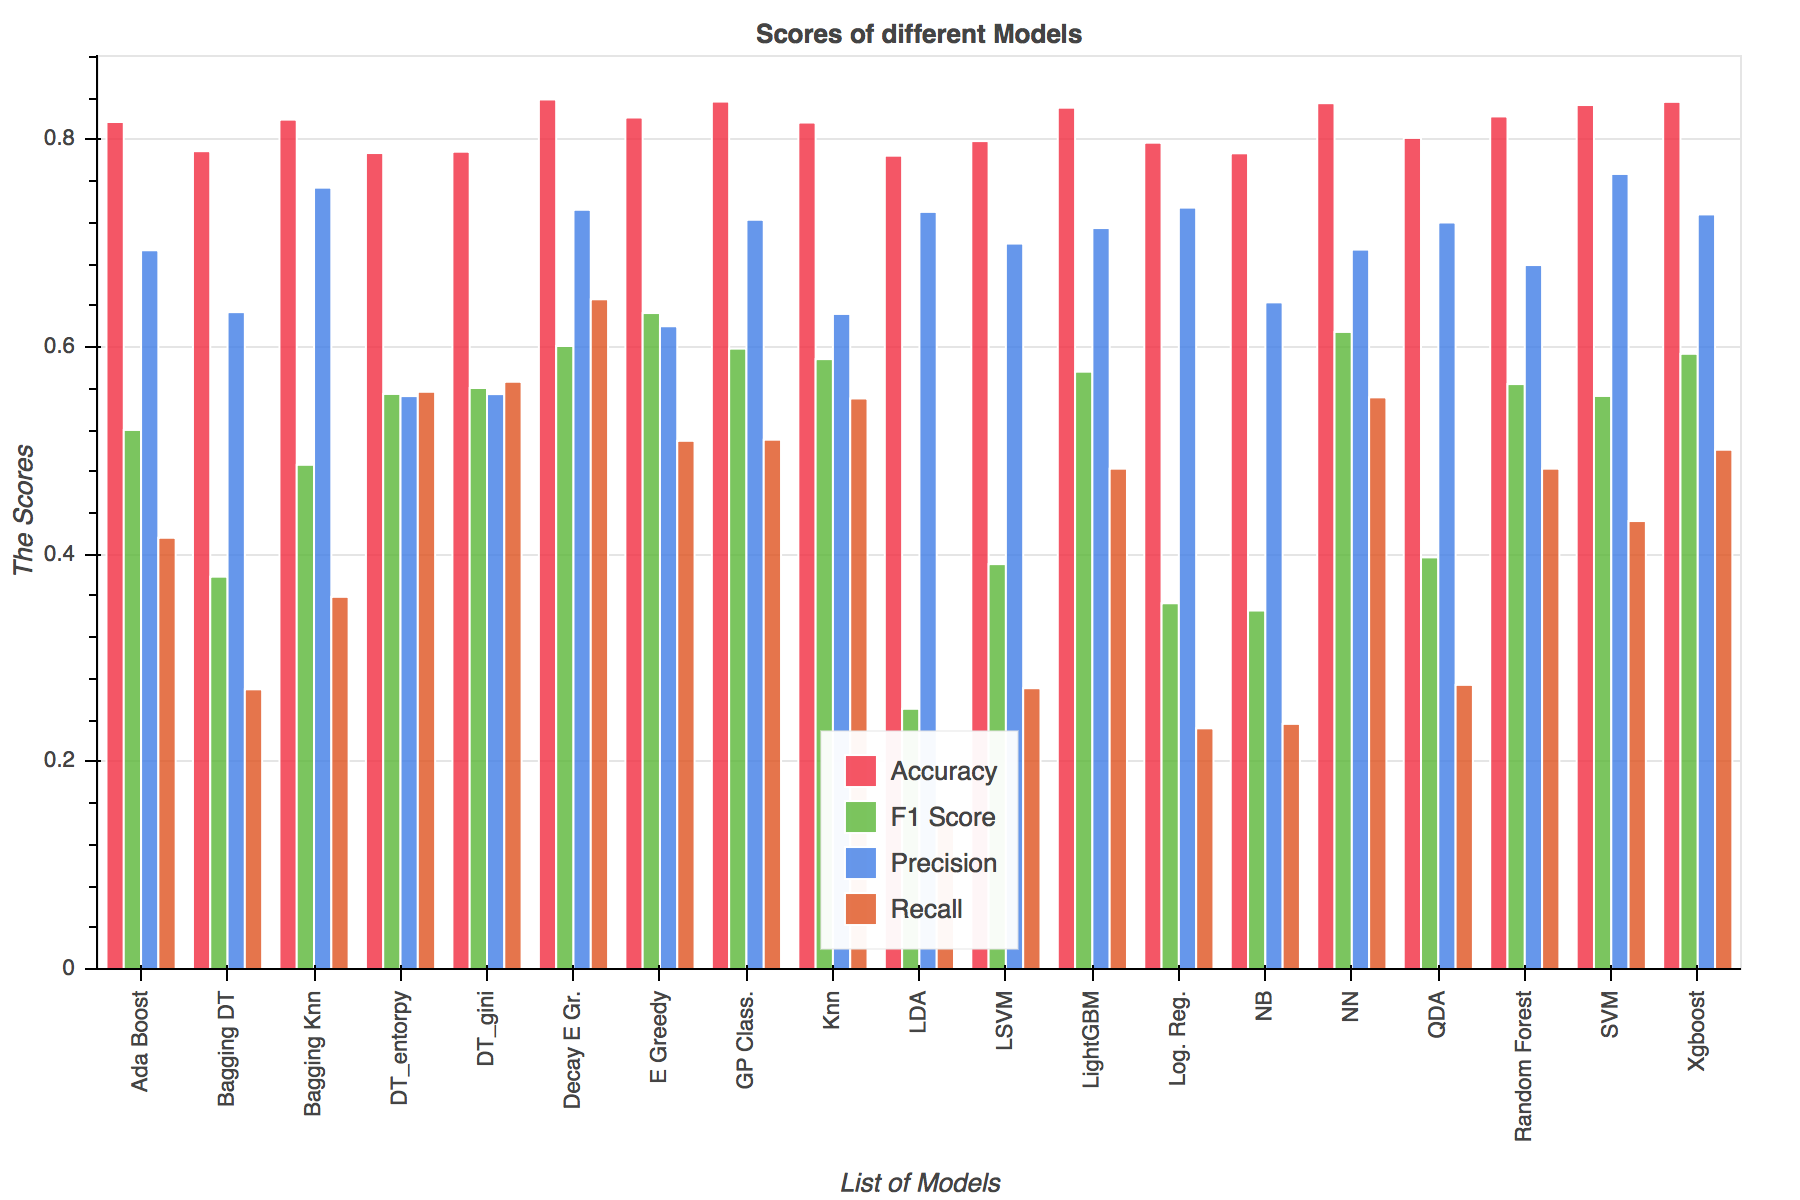 Scores of different Models
The Scores
0.8
0.6
0.4
0.2
0
Accuracy
F1 Score
Precision
Recall
Ada Boost
Bagging DT
Bagging Knn
DT_entorpy
DT_gini
Decay E Gr.
E Greedy
GP Class.
Knn
LDA
LSVM
LightGBM
Log. Reg.
NB
NN
QDA
Random Forest
SVM
Xgboost
List of Models